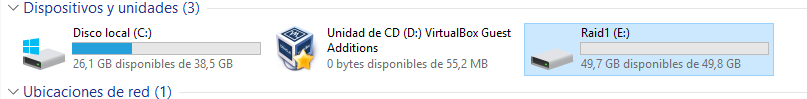 Dispositivos y unidades (3)
Disco local (C:)
26,1 GB disponibles de 38,5 GB
Unidad de CD (D:) VirtualBox Guest
Additions
0 bytes disponibles de 55,2 MB
Raid1 (E:)
49,7 GB disponibles de 49,8 GB
Ubicaciones de red (1)